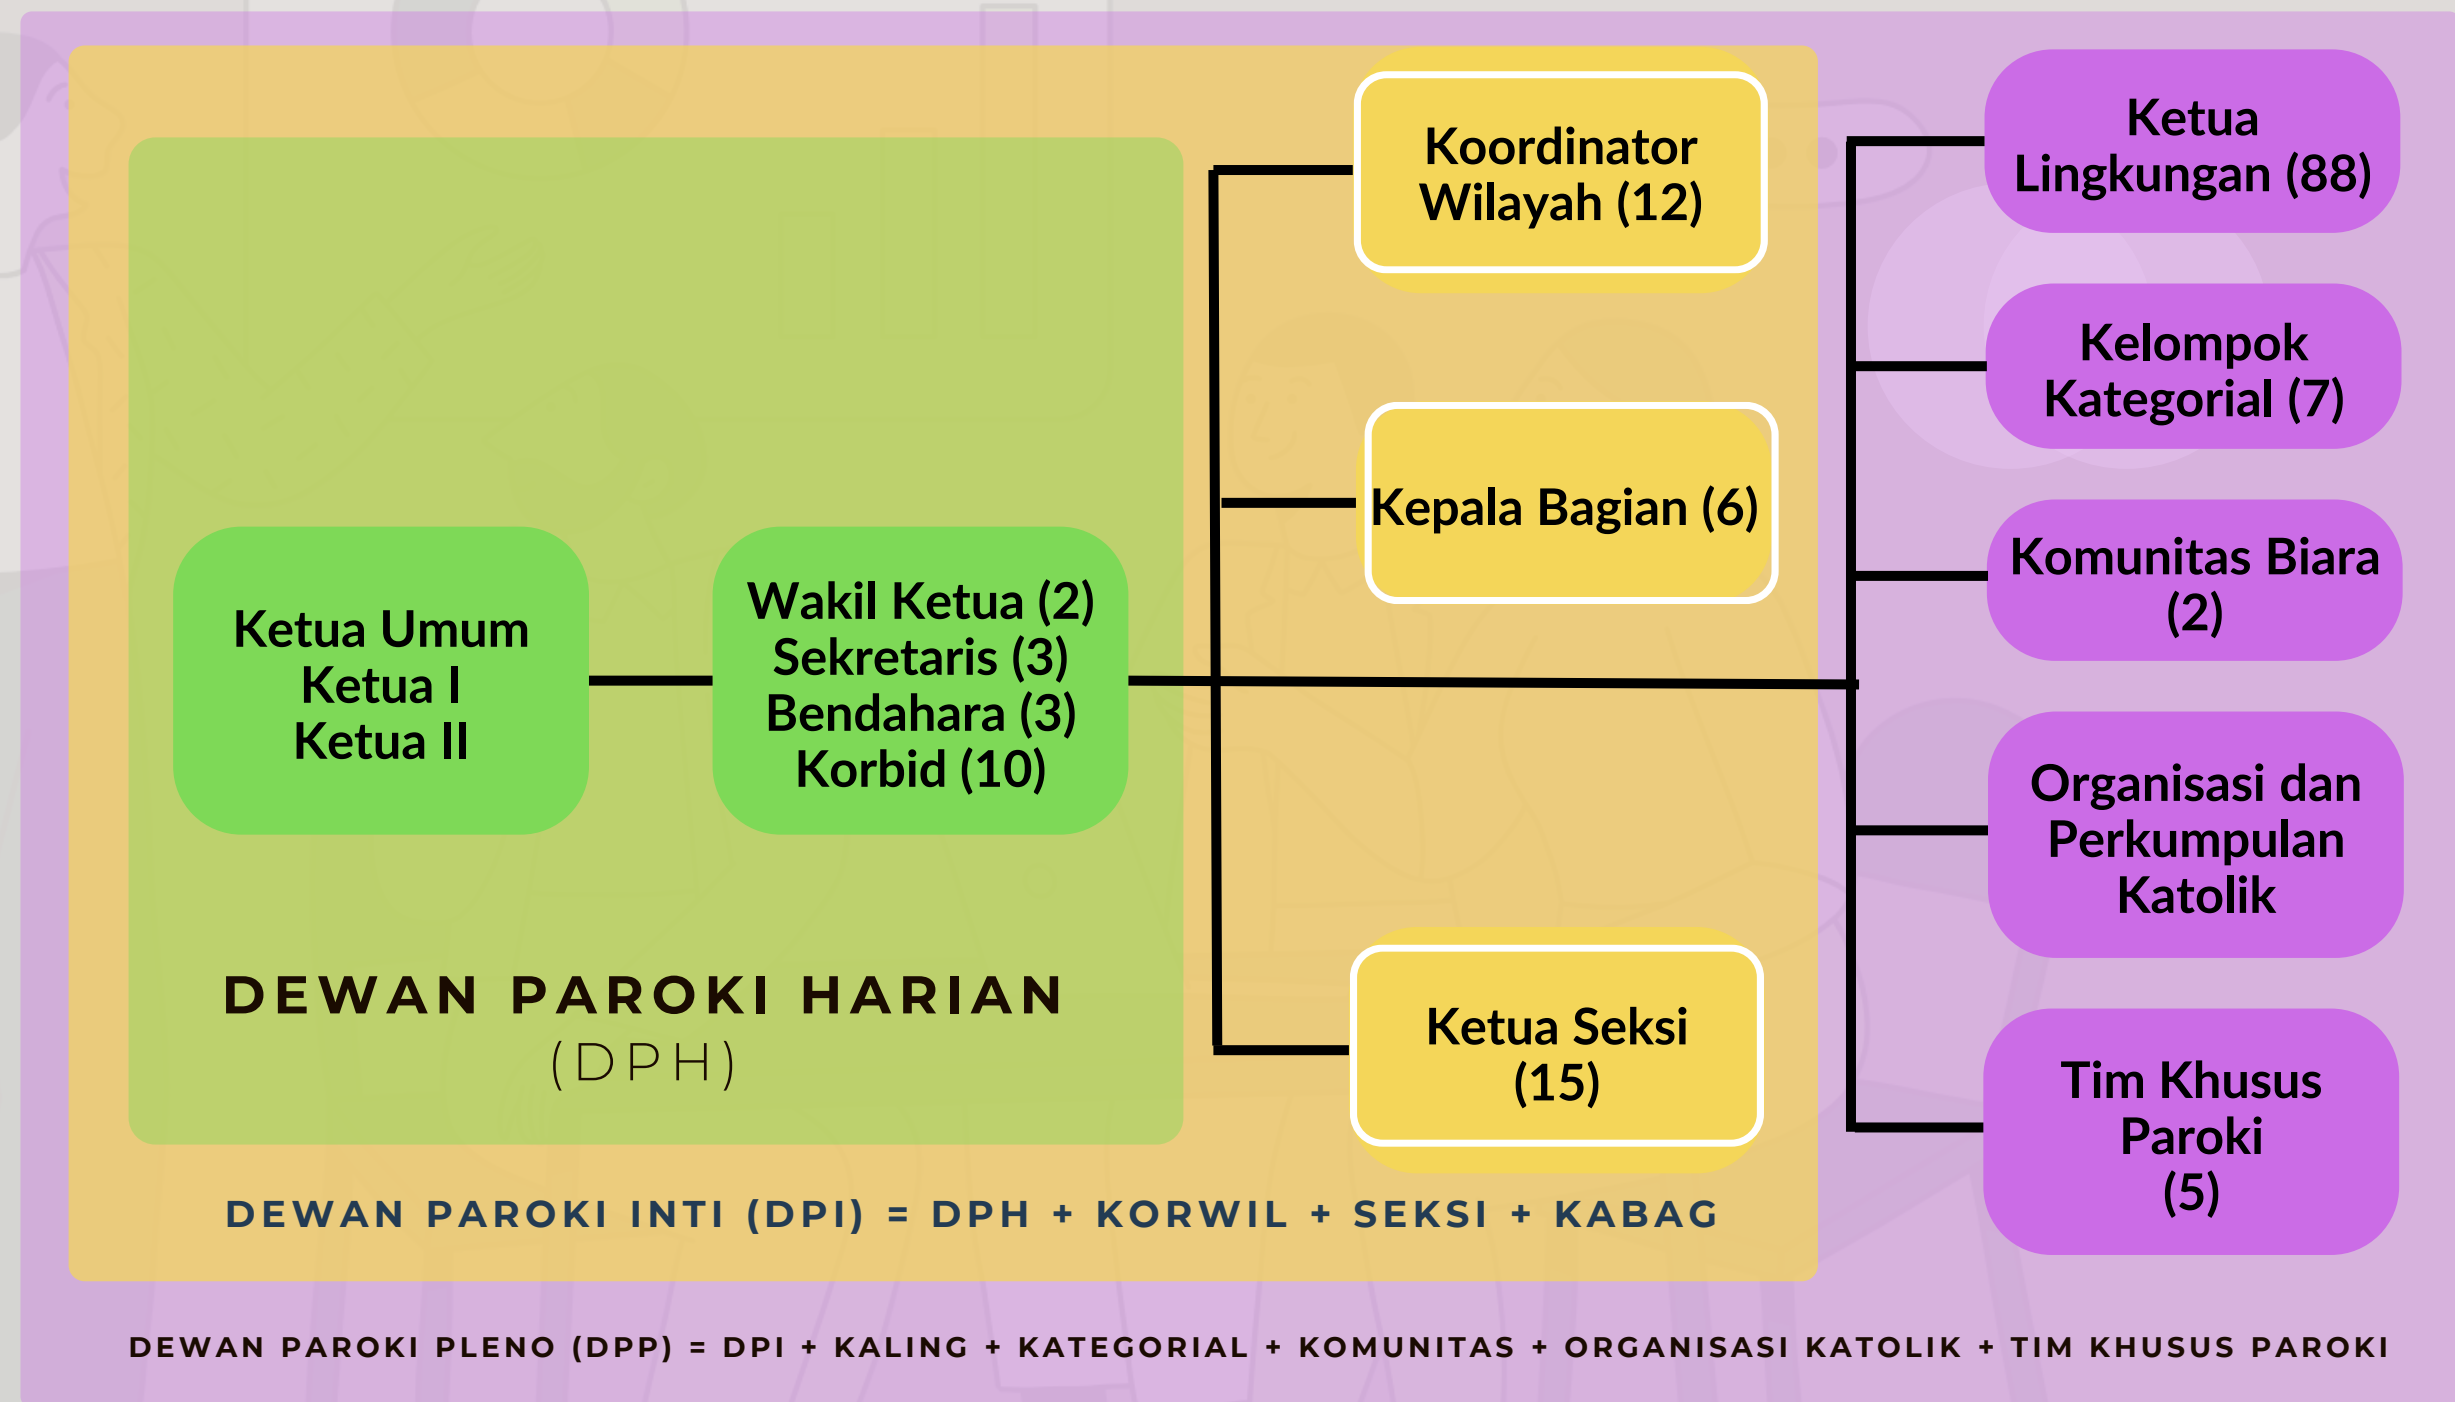 Ketua Umum
Ketua I
Ketua II
Wakil Ketua (2)
Sekretaris (3)
Bendahara (3)
Korbid (10)
DEWAN PAROKI HARIAN
(DPH)
Koordinator
Wilayah (12)
Kepala Bagian (6)
Ketua Seksi
(15)
DEWAN PAROKI INTI (DPI) = DPH + KORWIL + SEKSI + KABAG
Ketua
Lingkungan (88)
Kelompok
Kategorial (7)
Komunitas Biara
(2)
Organisasi dan
Perkumpulan
Katolik
Tim Khusus
Paroki
(5)
DEWAN PAROKI PLENO (DPP) = DPI + KALING + KATEGORIAL + KOMUNITAS + ORGANISASI KATOLIK + TIM KHUSUS PAROKI